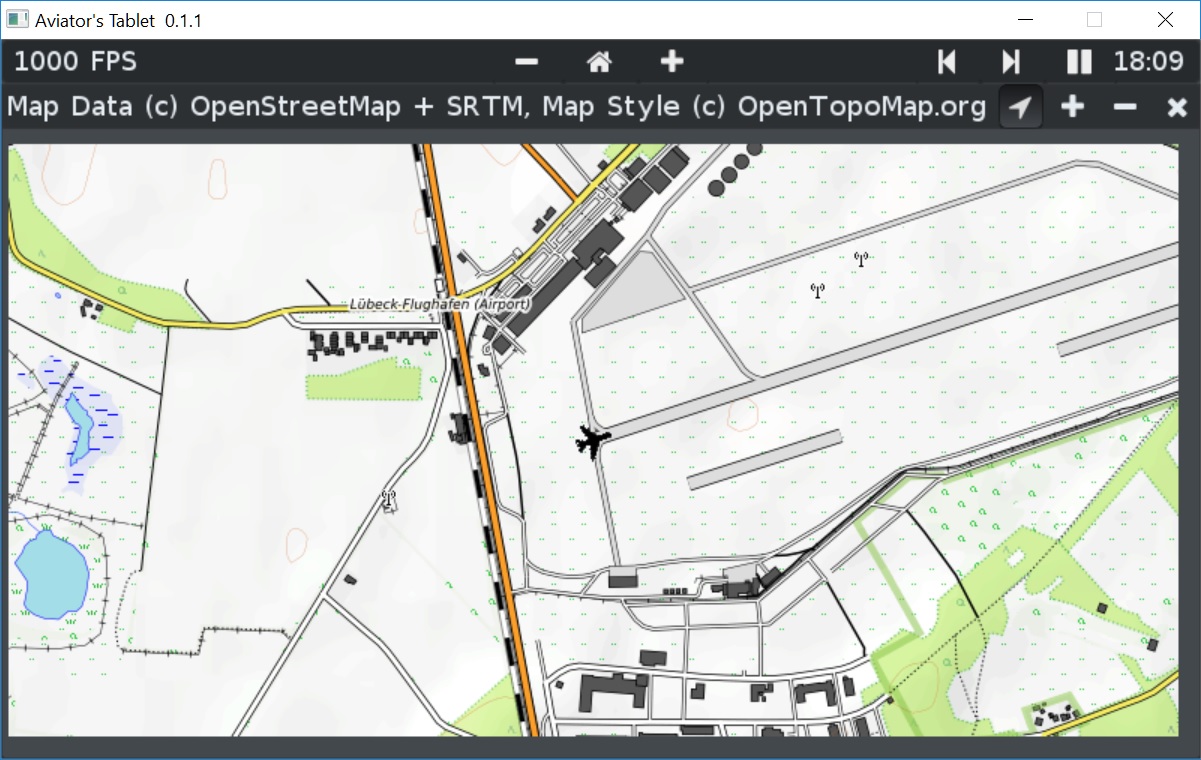 Aviator's Tablet 0.1.1
1000 FPS
18:09
Map Data (c) OpenStreetMap + SRTM, Map Style (c) OpenTopoMap.org
Lübeck-Flughafen (Airport)